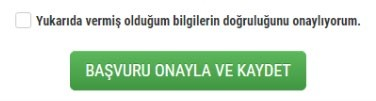 Yukarıda vermiş olduğum bilgilerin doğruluğunu onaylıyorum.
BAŞVURU ONAYLA VE KAYDET